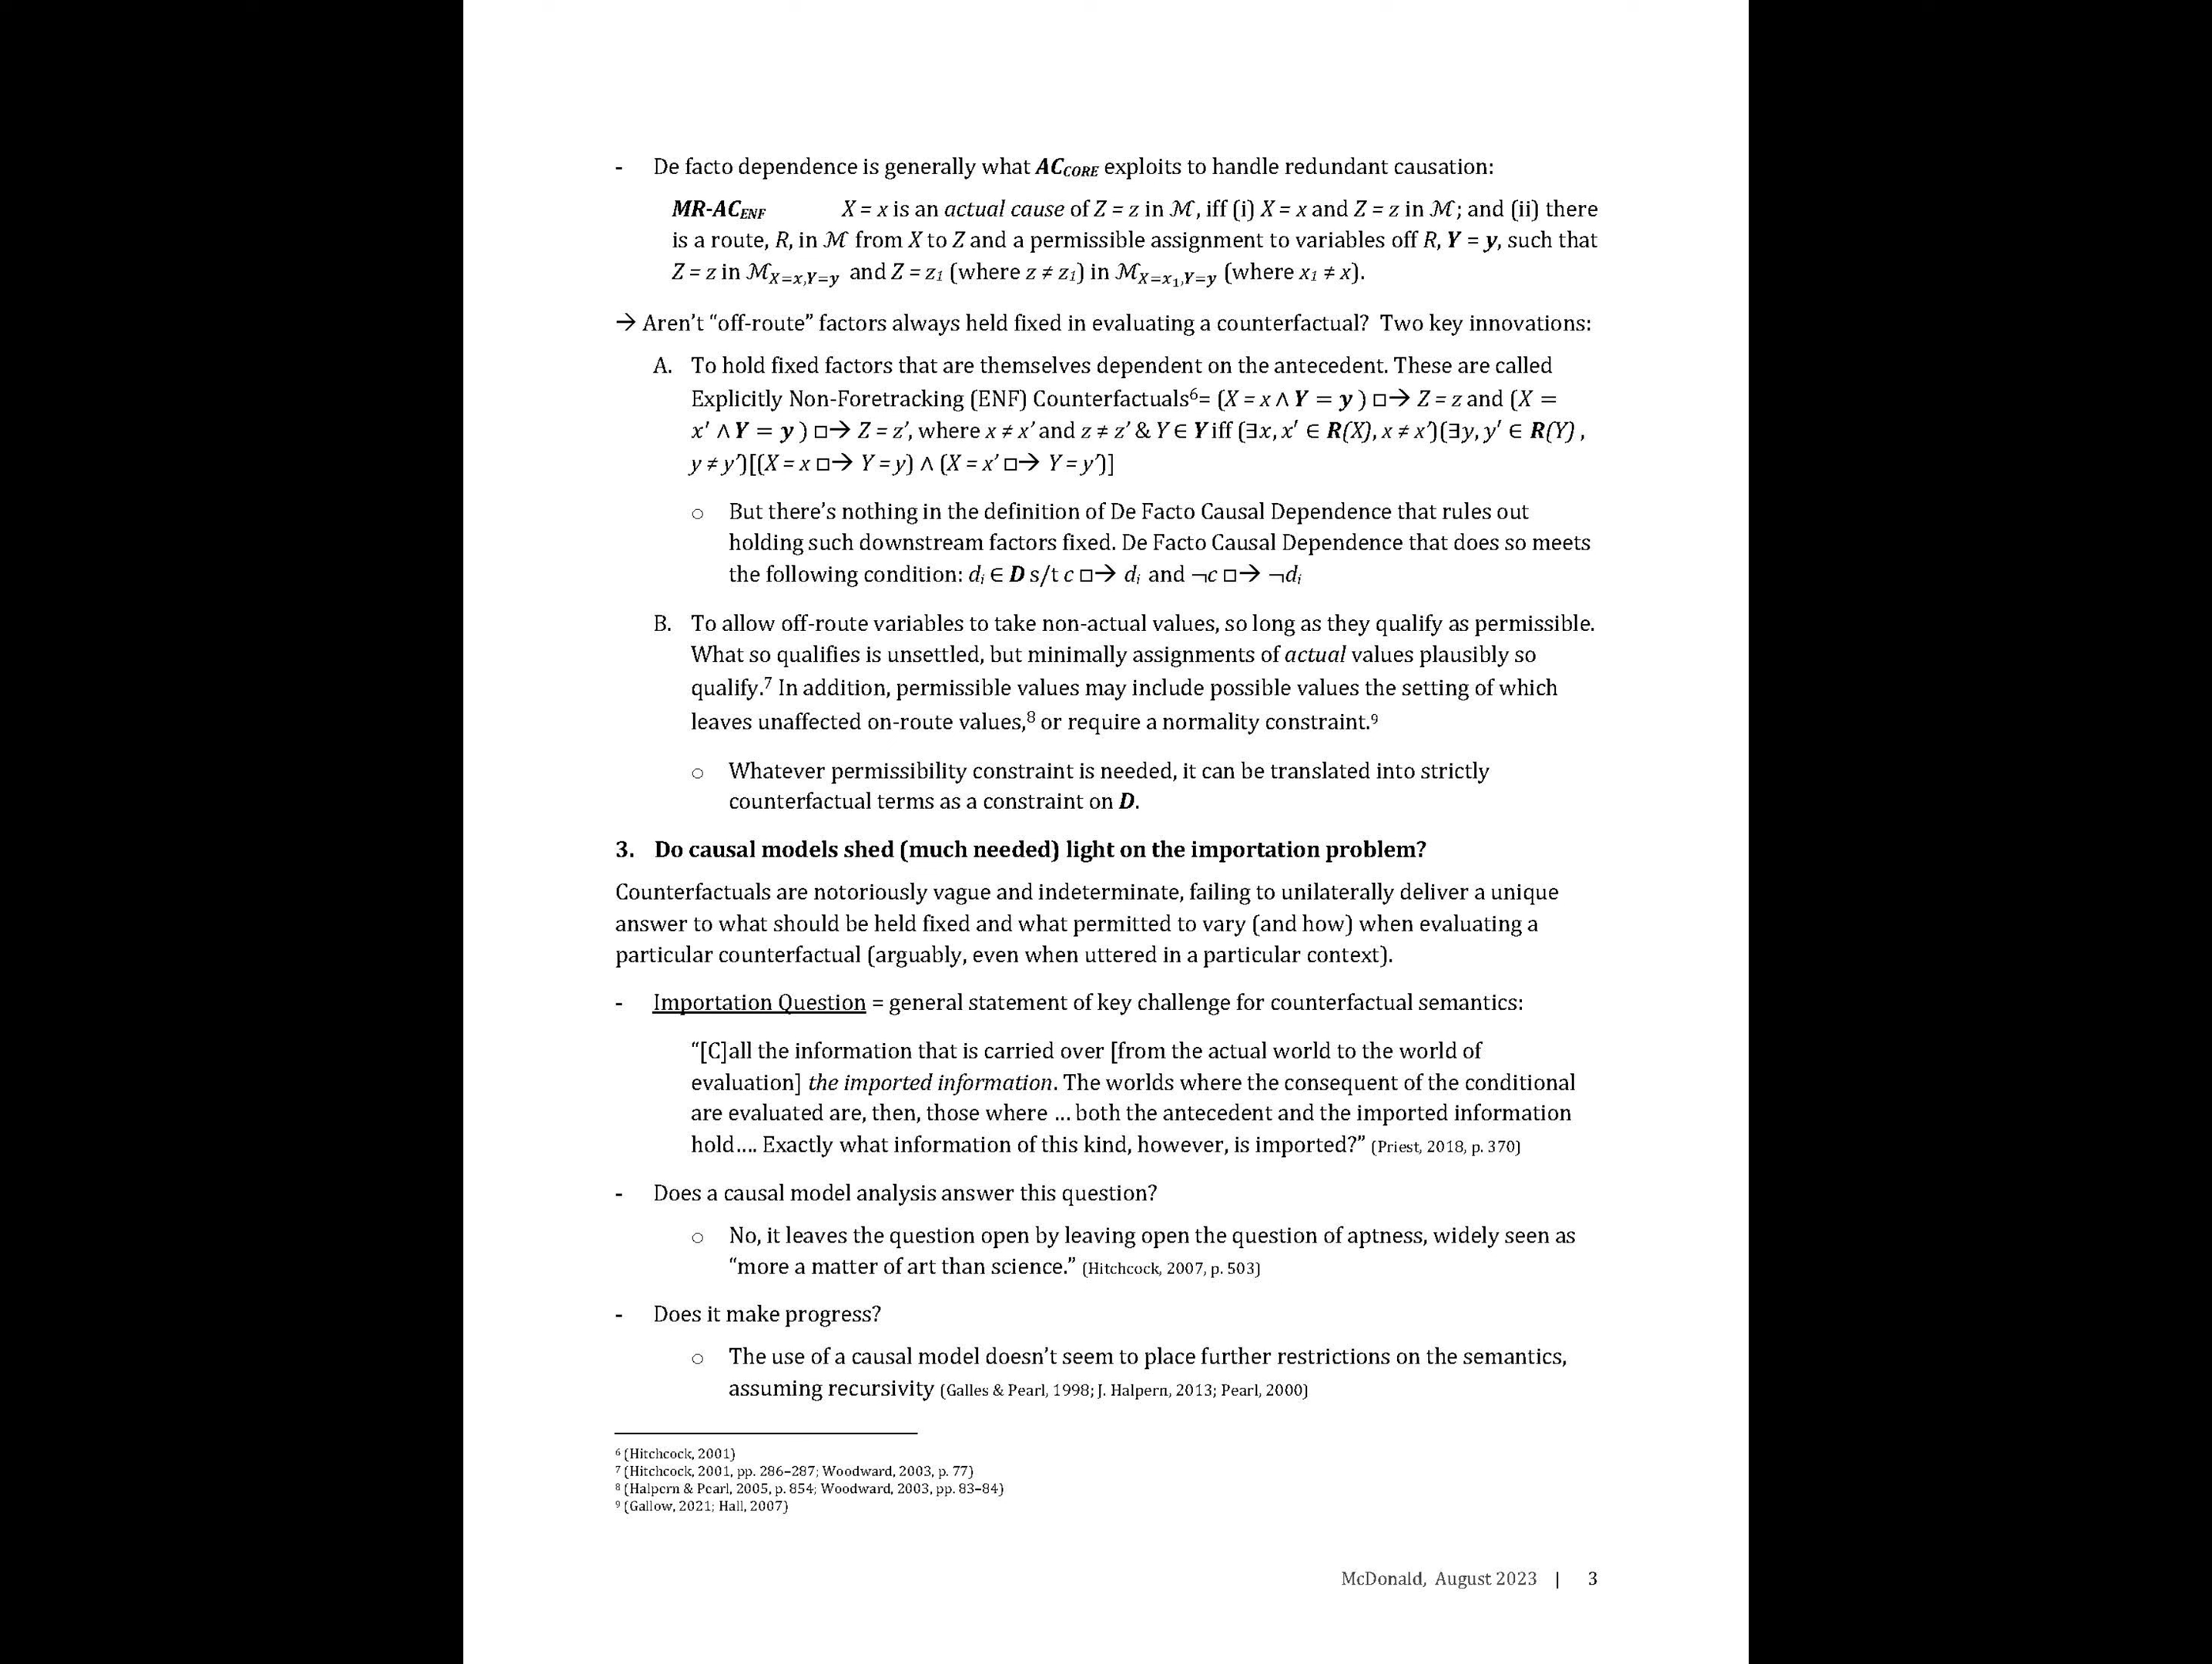 - De facto dependence is generally what AC_CORE exploits to handle redundant causation:
MR-AC_ENF X = x is an actual cause of Z = z in ℳ, iff (i) X = x and Z = z in ℳ; and (ii) there
is a route, R, in ℳ from X to Z and a permissible assignment to variables off R, Y = y, such that
Z = z in ℳ_X=x,Y=y and Z = z₁ (where z ≠ z₁) in ℳ_X=x₁,Y=y (where x₁ ≠ x).
→ Aren't "off-route" factors always held fixed in evaluating a counterfactual? Two key innovations:
A. To hold fixed factors that are themselves dependent on the antecedent. These are called
Explicitly Non-Foretracking (ENF) Counterfactuals⁶= (X = x ∧ Y = y ) □→ Z = z and (X =
x′ ∧ Y = y ) □→ Z = z′, where x ≠ x′ and z ≠ z′ & Y ∈ Y iff (∃x, x′ ∈ R(X), x ≠ x′)(∃y, y′ ∈ R(Y) ,
y ≠ y′)[(X = x □→ Y = y) ∧ (X = x′ □→ Y = y′)]
○ But there's nothing in the definition of De Facto Causal Dependence that rules out
holding such downstream factors fixed. De Facto Causal Dependence that does so meets
the following condition: dᵢ ∈ D s/t c □→ dᵢ and ¬c □→ ¬dᵢ
B. To allow off-route variables to take non-actual values, so long as they qualify as permissible.
What so qualifies is unsettled, but minimally assignments of actual values plausibly so
qualify.⁷ In addition, permissible values may include possible values the setting of which
leaves unaffected on-route values,⁸ or require a normality constraint.⁹
○ Whatever permissibility constraint is needed, it can be translated into strictly
counterfactual terms as a constraint on D.
3. Do causal models shed (much needed) light on the importation problem?
Counterfactuals are notoriously vague and indeterminate, failing to unilaterally deliver a unique
answer to what should be held fixed and what permitted to vary (and how) when evaluating a
particular counterfactual (arguably, even when uttered in a particular context).
- Importation Question = general statement of key challenge for counterfactual semantics:
"[C]all the information that is carried over [from the actual world to the world of
evaluation] the imported information. The worlds where the consequent of the conditional
are evaluated are, then, those where ... both the antecedent and the imported information
hold.... Exactly what information of this kind, however, is imported?" (Priest, 2018, p. 370)
- Does a causal model analysis answer this question?
○ No, it leaves the question open by leaving open the question of aptness, widely seen as
"more a matter of art than science." (Hitchcock, 2007, p. 503)
- Does it make progress?
○ The use of a causal model doesn't seem to place further restrictions on the semantics,
assuming recursivity (Galles & Pearl, 1998; J. Halpern, 2013; Pearl, 2000)
⁶ (Hitchcock, 2001)
⁷ (Hitchcock, 2001, pp. 286–287; Woodward, 2003, p. 77)
⁸ (Halpern & Pearl, 2005, p. 854; Woodward, 2003, pp. 83–84)
⁹ (Gallow, 2021; Hall, 2007)
McDonald, August 2023 | 3